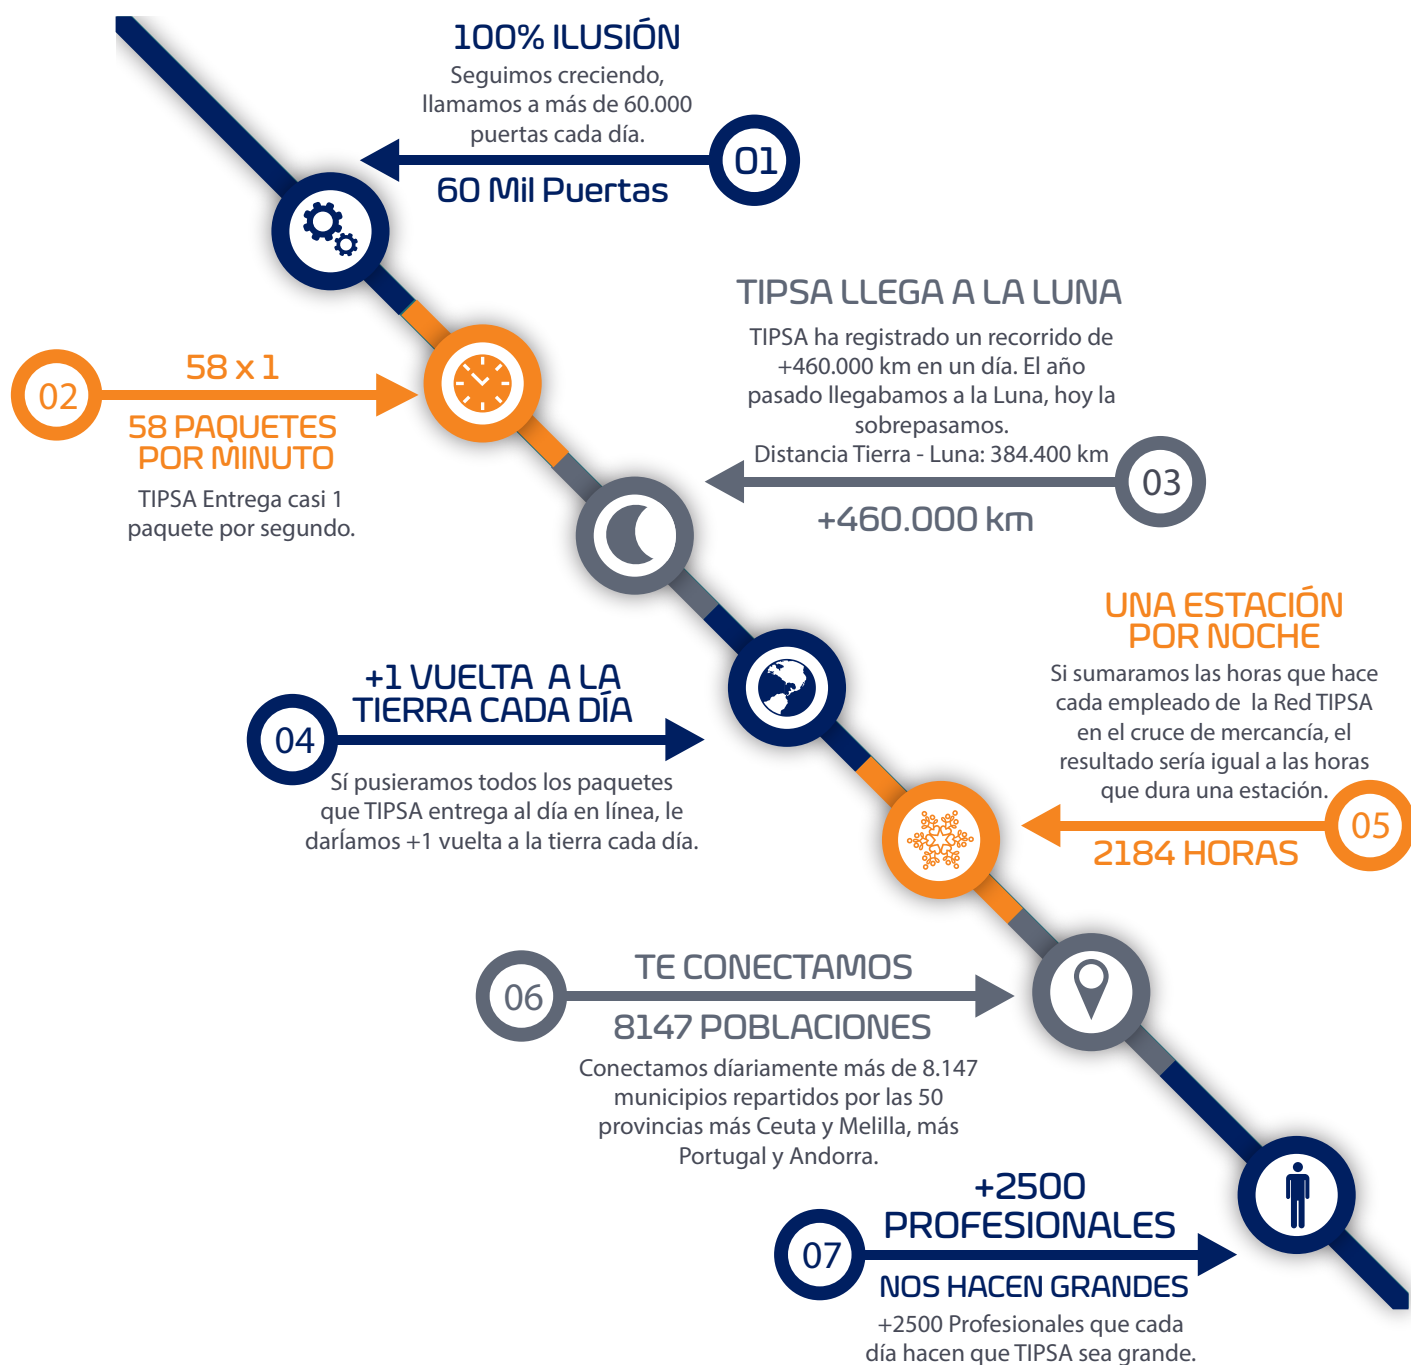 100% ILUSIÓN
Seguimos creciendo,
llamamos a más de 60.000
puertas cada día.
01
60 Mil Puertas
02
58 x 1
58 PAQUETES
POR MINUTO
TIPSA Entrega casi 1
paquete por segundo.
TIPSA LLEGA A LA LUNA
TIPSA ha registrado un recorrido de
+460.000 km en un día. El año
pasado llegabamos a la Luna, hoy la
sobrepasamos.
Distancia Tierra - Luna: 384.400 km
03
+460.000 km
+1 VUELTA A LA
TIERRA CADA DÍA
04
Sí pusieramos todos los paquetes
que TIPSA entrega al día en línea, le
daríamos +1 vuelta a la tierra cada día.
UNA ESTACIÓN
POR NOCHE
Si sumaramos las horas que hace
cada empleado de la Red TIPSA
en el cruce de mercancía, el
resultado sería igual a las horas
que dura una estación.
05
2184 HORAS
06
TE CONECTAMOS
8147 POBLACIONES
Conectamos díariamente más de 8.147
municipios repartidos por las 50
provincias más Ceuta y Melilla, más
Portugal y Andorra.
+2500
PROFESIONALES
07
NOS HACEN GRANDES
+2500 Profesionales que cada
día hacen que TIPSA sea grande.